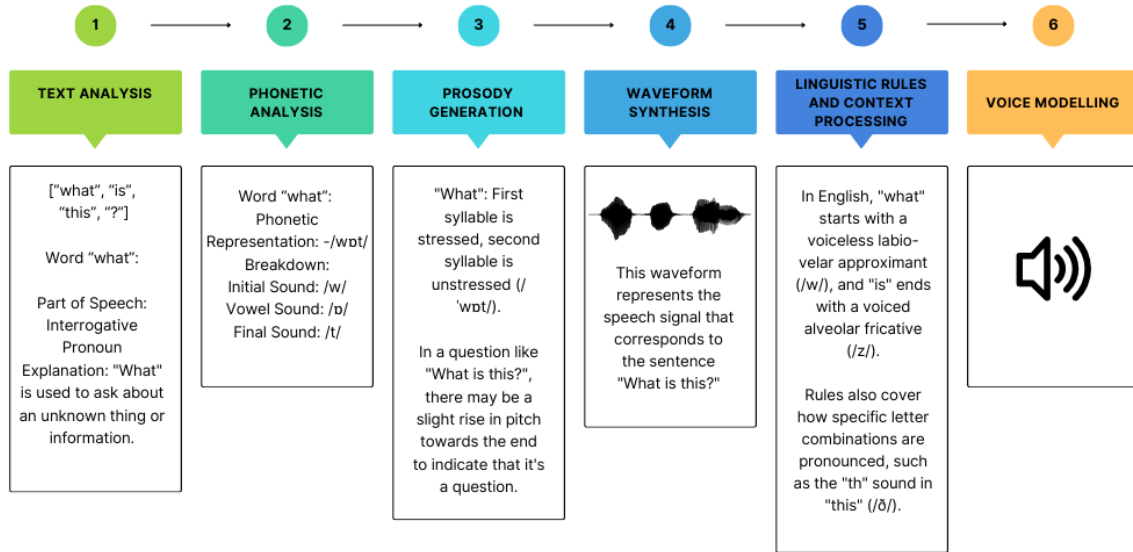 1
2
3
4
5
6
TEXT ANALYSIS
PHONETIC
ANALYSIS
PROSODY
GENERATION
WAVEFORM
SYNTHESIS
LINGUISTIC RULES
AND CONTEXT
PROCESSING
VOICE MODELLING
["what", "is",
"this", "?"]
Word “what”:
Part of Speech:
Interrogative
Pronoun
Explanation: "What"
is used to ask about
an unknown thing or
information.
Word “what”:
Phonetic
Representation: -/wɒt/
Breakdown:
Initial Sound: /w/
Vowel Sound: /ɒ/
Final Sound: /t/
"What": First
syllable is
stressed, second
syllable is
unstressed (/
ˈwɒt/).
In a question like
"What is this?",
there may be a
slight rise in pitch
towards the end
to indicate that it's
a question.
This waveform
represents the
speech signal that
corresponds to
the sentence
"What is this?"
In English, "what"
starts with a
voiceless labio-
velar approximant
(/w/), and "is" ends
with a voiced
alveolar fricative
(/z/).
Rules also cover
how specific letter
combinations are
pronounced, such
as the "th" sound in
"this" (/ð/).